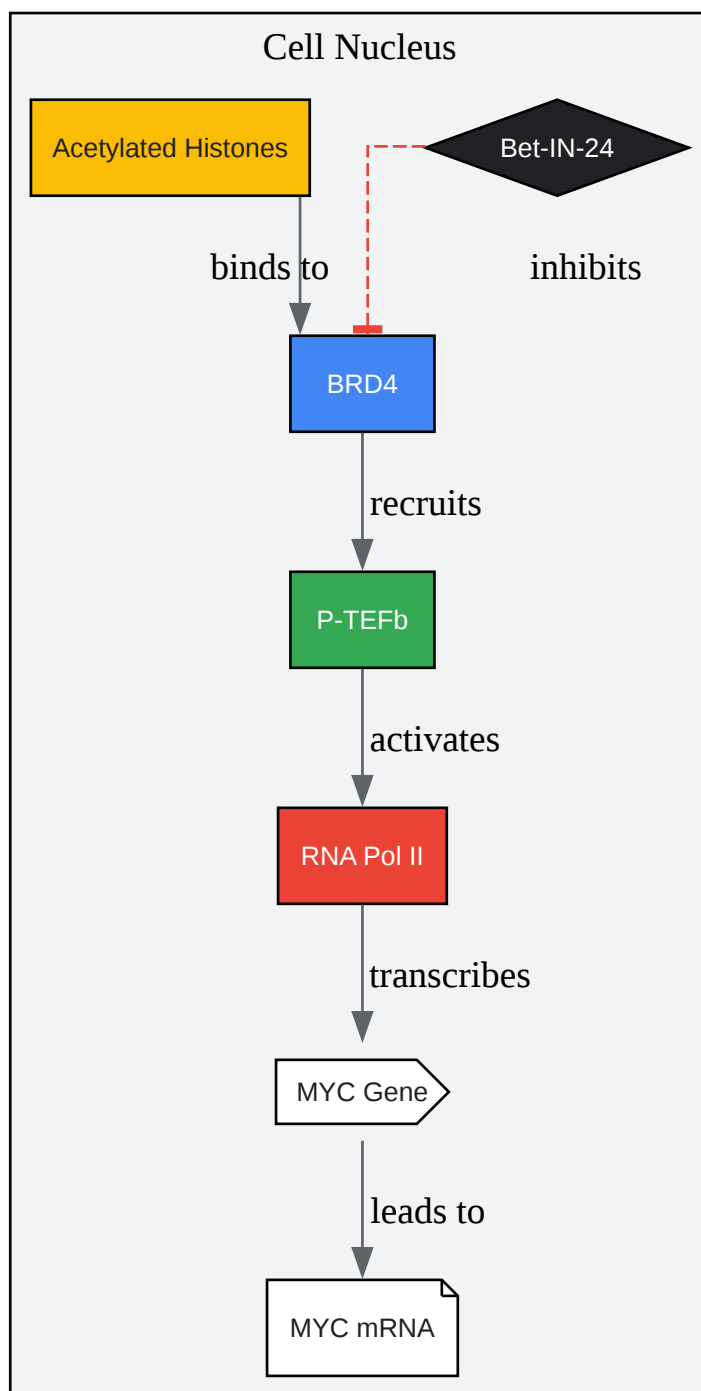 Cell Nucleus
Acetylated Histones
Bet-IN-24
binds to
inhibits
BRD4
recruits
P-TEFb
activates
RNA Pol II
transcribes
MYC Gene
leads to
MYC mRNA